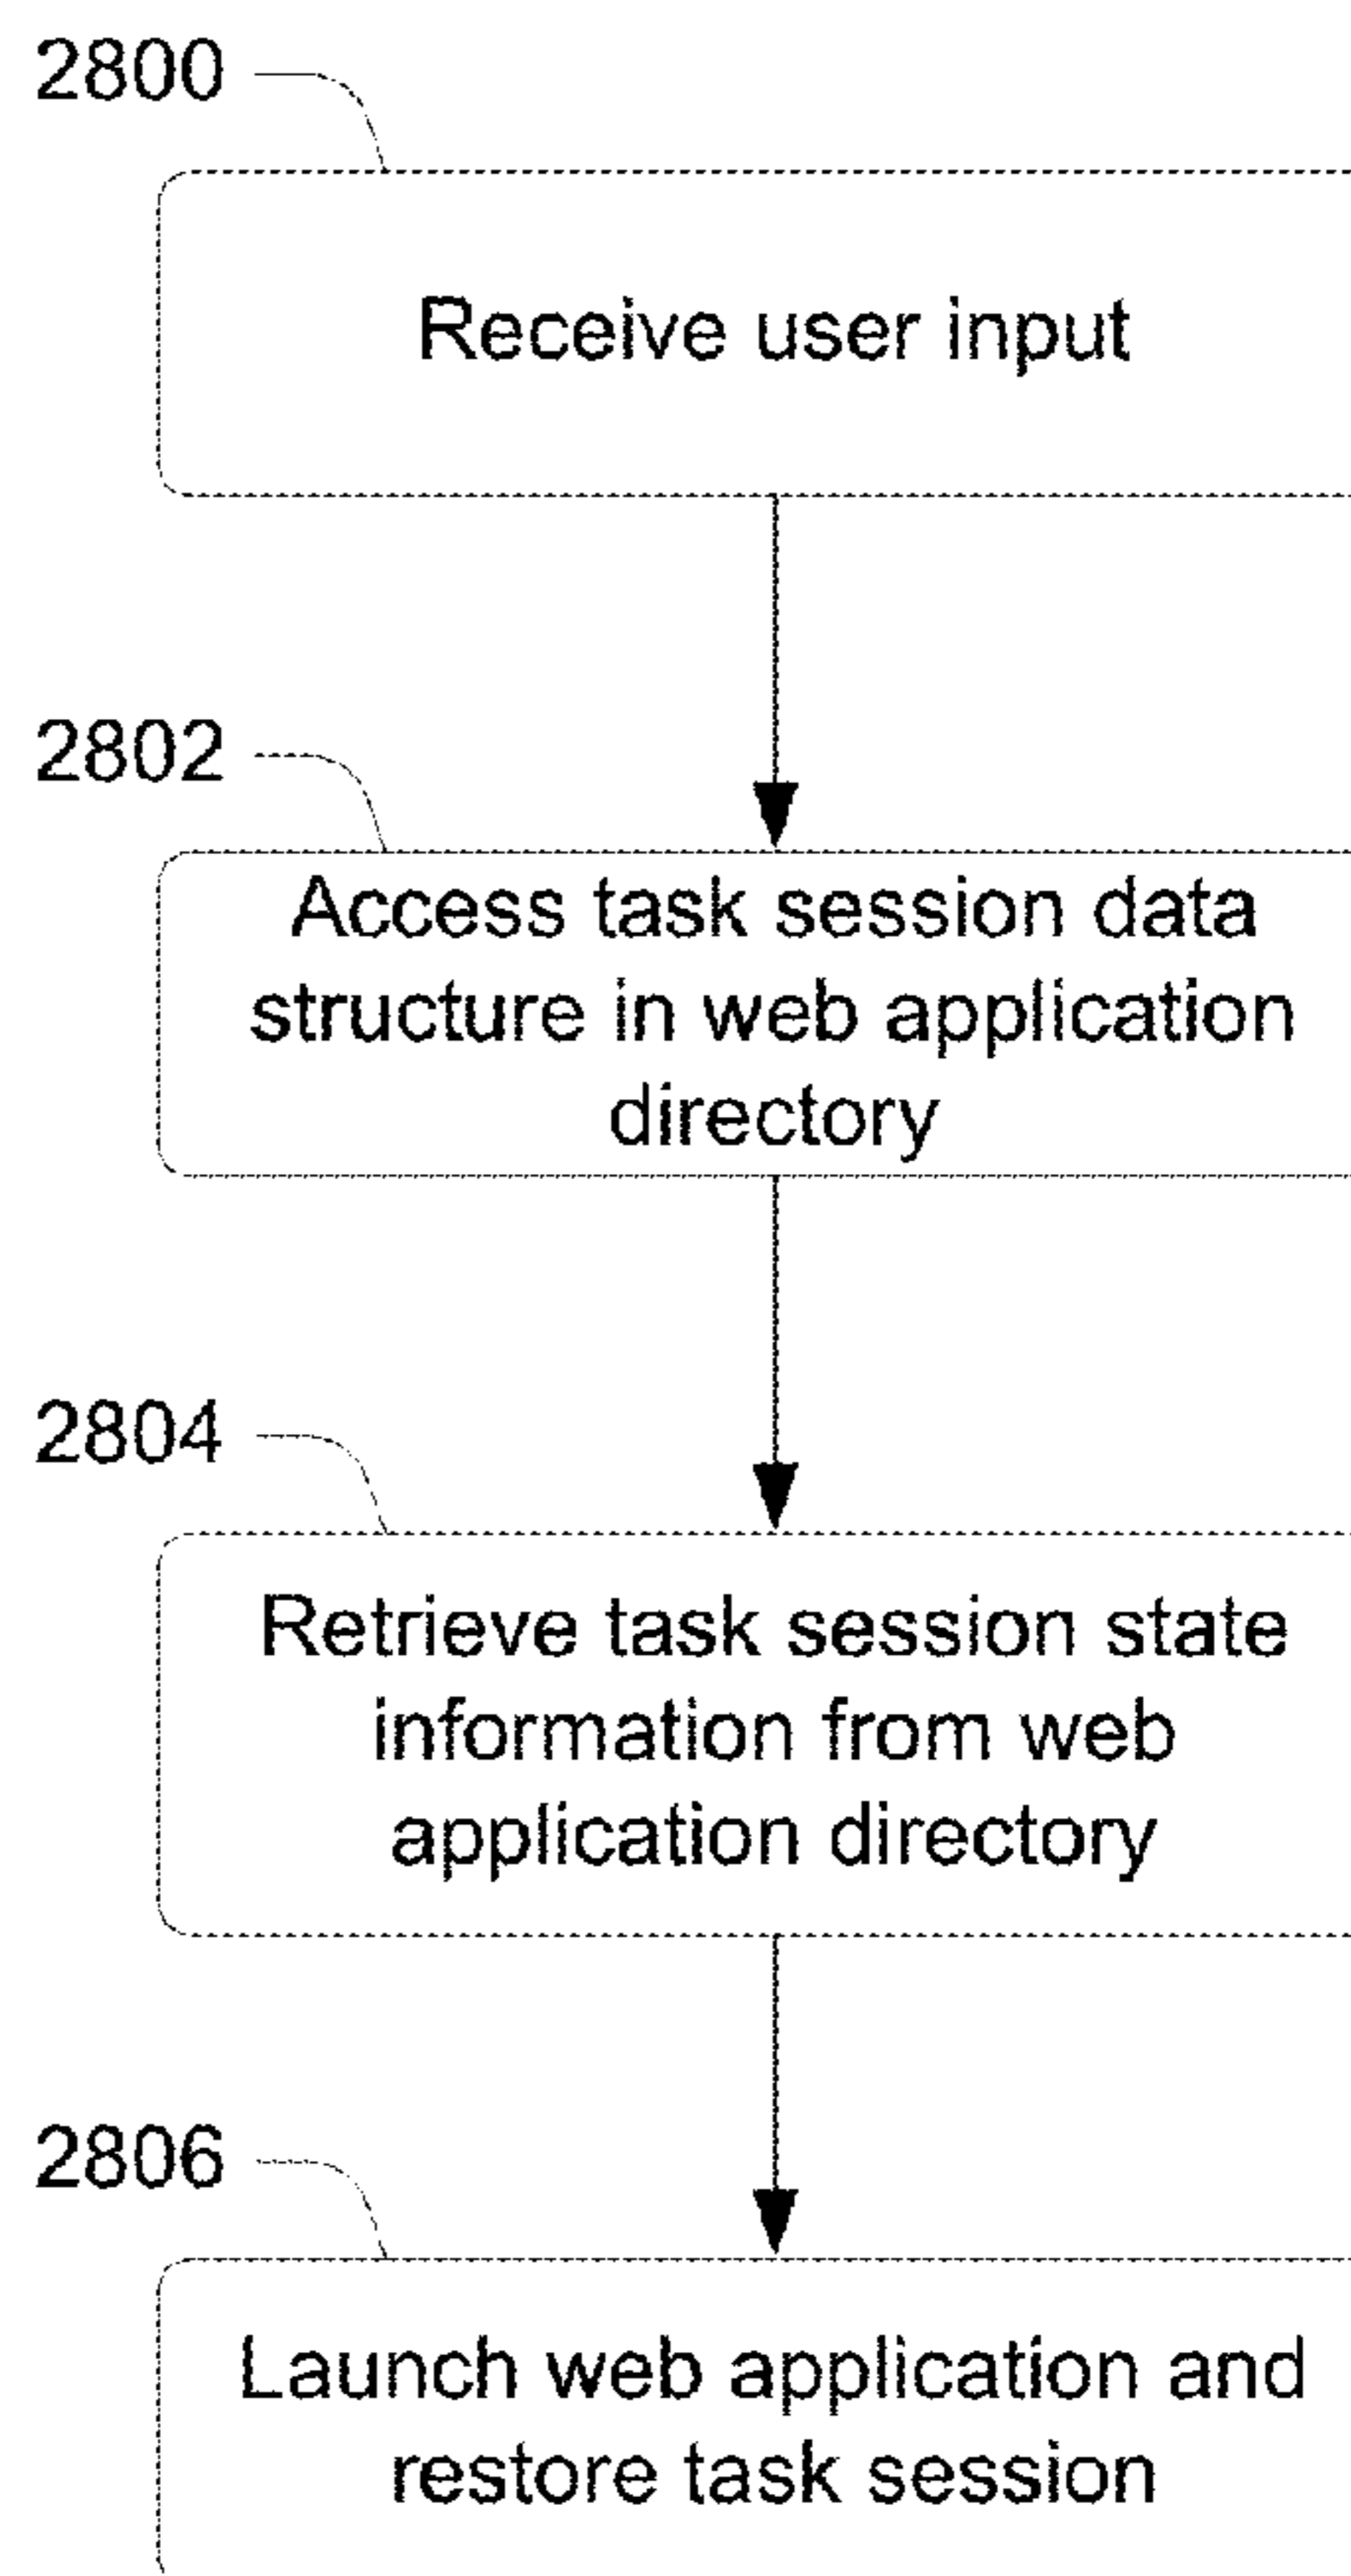 2800
Receive user input
2802
Access task session data
structure in web application
directory
2804
Retrieve task session state
information from web
application directory
2806
Launch web application and
restore task session